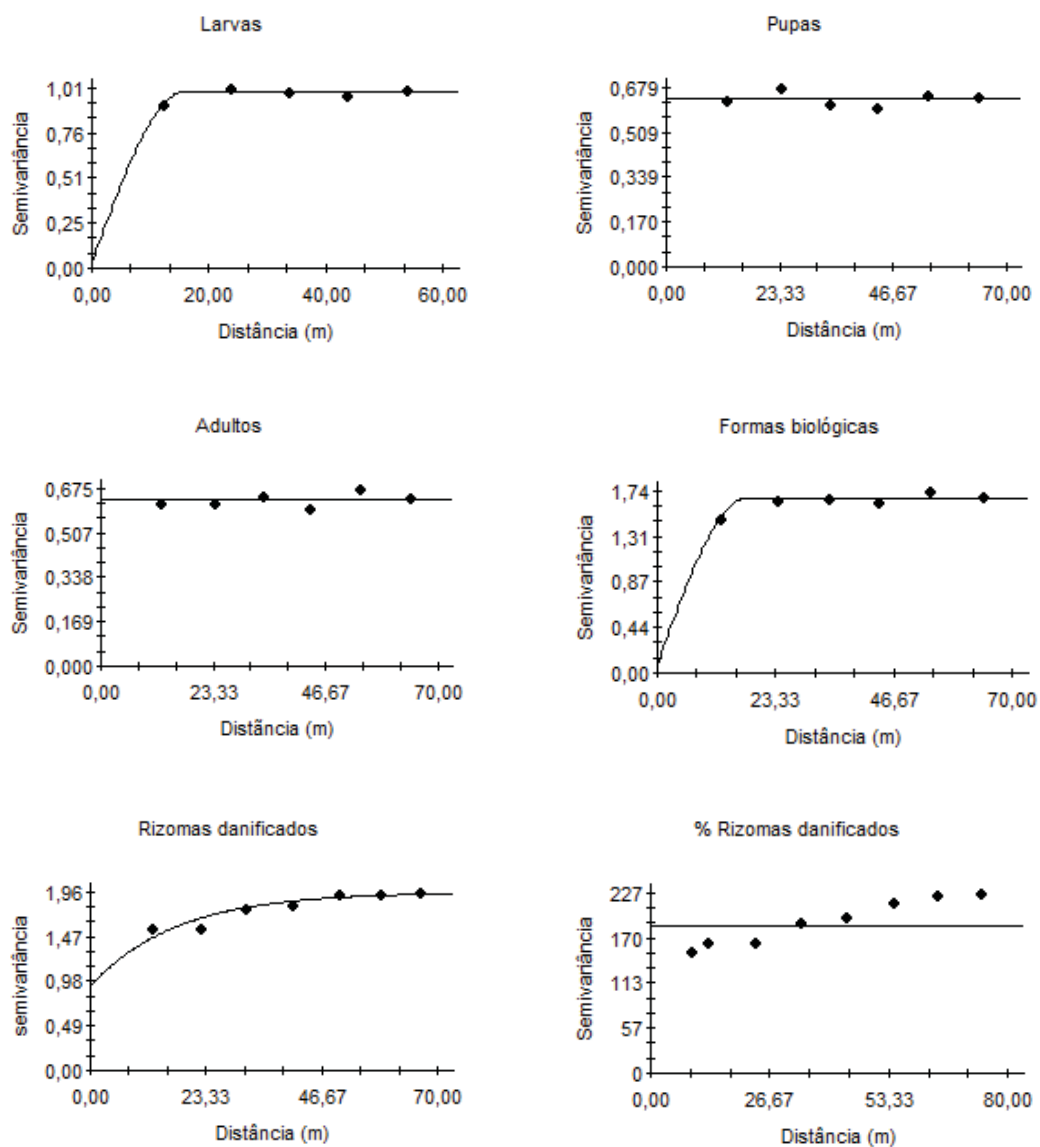 Larvas
Semivariância
1,01
0,76
0,51
0,25
0,00
0,00 20,00 40,00 60,00
Distância (m)
Pupas
Semivariância
0,679
0,509
0,339
0,170
0,000
0,00 23,33 46,67 70,00
Distância (m)
Adultos
Semivariância
0,675
0,507
0,338
0,169
0,000
0,00 23,33 46,67 70,00
Distãncia (m)
Formas biológicas
Semivariância
1,74
1,31
0,87
0,44
0,00
0,00 23,33 46,67 70,00
Distância (m)
Rizomas danificados
semivariância
1,96
1,47
0,98
0,49
0,00
0,00 23,33 46,67 70,00
Distância (m)
% Rizomas danificados
Semivariância
227
170
113
57
0
0,00 26,67 53,33 80,00
Distância (m)